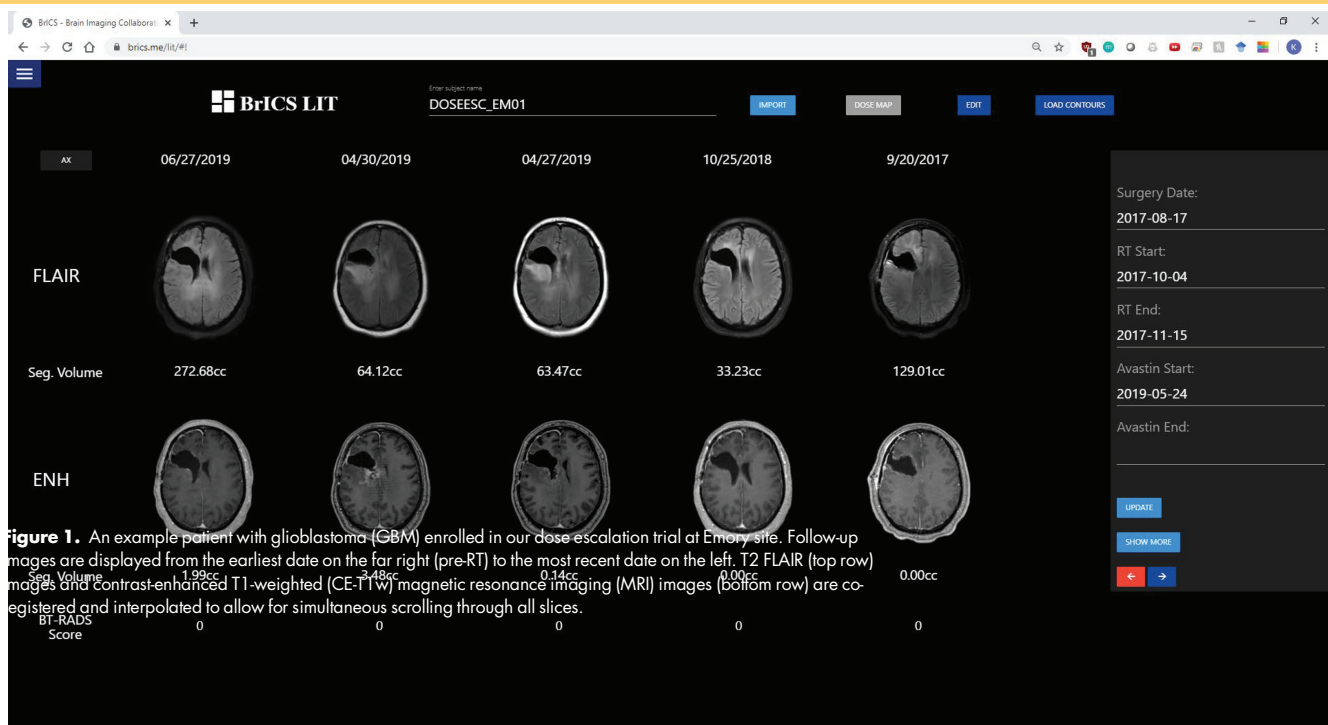 BrICS - Brain Imaging Collaborati
brics.me/lit/#!
1
K
BrICS LIT
Enter subject name
DOSEESC_EM01
IMPORT
DOSE MAP
EDIT
LOAD CONTOURS
AX
06/27/2019 04/30/2019 04/27/2019 10/25/2018 9/20/2017
FLAIR
Seg. Volume 272.68cc 64.12cc 63.47cc 33.23cc 129.01cc
ENH
Figure 1. An example patient with glioblastoma (GBM) enrolled in our dose escalation trial at Emory site. Follow-up
images are displayed from the earliest date on the far right (pre-RT) to the most recent date on the left. T2 FLAIR (top row)
images and contrast-enhanced T1-weighted (CE-T1w) magnetic resonance imaging (MRI) images (bottom row) are co-
registered and interpolated to allow for simultaneous scrolling through all slices.
Seg. Volume 1.99cc 3.48cc 0.14cc 0.00cc 0.00cc
BT-RADS
Score
0 0 0 0 0
Surgery Date:
2017-08-17
RT Start:
2017-10-04
RT End:
2017-11-15
Avastin Start:
2019-05-24
Avastin End:
UPDATE
SHOW MORE